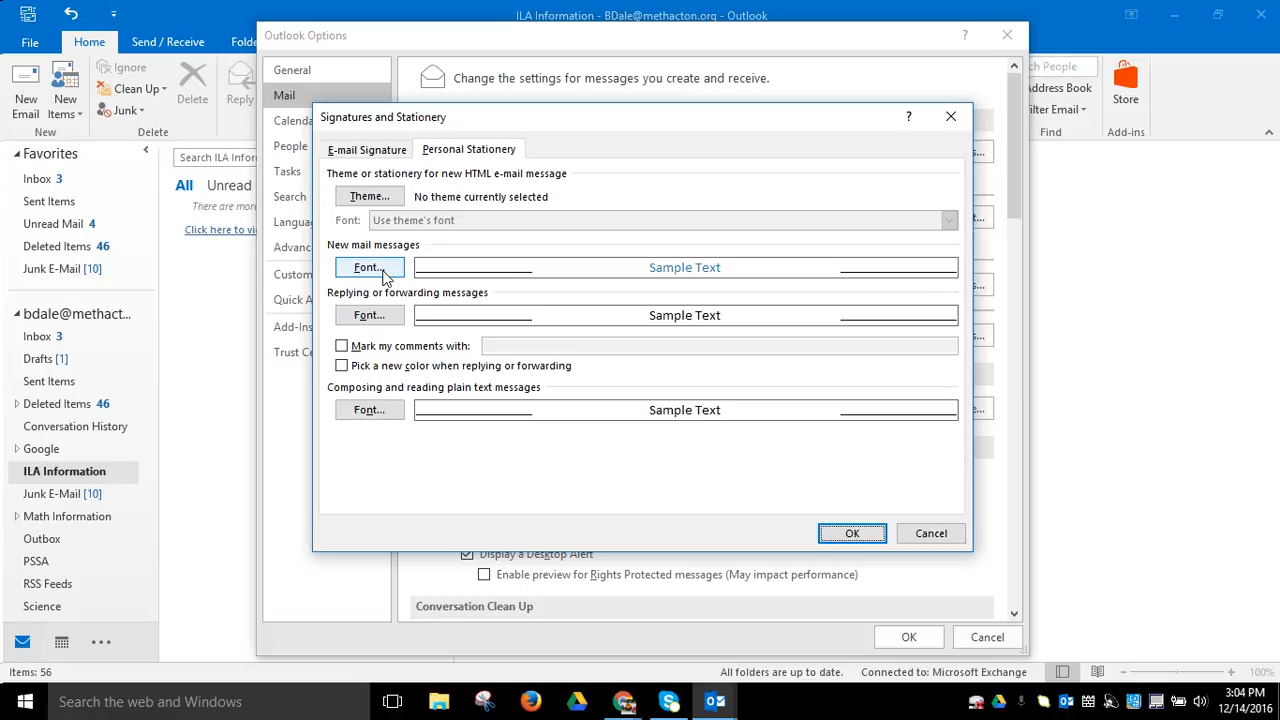 ILA Information - BDale@methacton.org - Outlook
File
Home
Send / Receive
Folde
Outlook Options
?
New Email
New Items
Ignore
Clean Up
Junk
Delete
Reply
New
Delete
ch People
Address Book
ilter Email
Store
Find
Add-ins
General
Mail
Calenda
People
Tasks
Search
Langua
Advanc
Custom
Quick A
Add-Ins
Trust Ce
Change the settings for messages you create and receive.
Signatures and Stationery
?
E-mail Signature
Personal Stationery
Theme or stationery for new HTML e-mail message
Theme...
No theme currently selected
Font:
Use theme's font
New mail messages
Font...
Sample Text
Replying or forwarding messages
Font...
Sample Text
Mark my comments with:
Pick a new color when replying or forwarding
Composing and reading plain text messages
Font...
Sample Text
OK
Cancel
Display a Desktop Alert
Enable preview for Rights Protected messages (May impact performance)
Conversation Clean Up
OK
Cancel
Favorites
Inbox 3
Sent Items
Unread Mail 4
Deleted Items 46
Junk E-Mail [10]
bdale@methact...
Inbox 3
Drafts [1]
Sent Items
Deleted Items 46
Conversation History
Google
ILA Information
Junk E-Mail [10]
Math Information
Outbox
PSSA
RSS Feeds
Science
Search ILA Infor
All
Unread
There are more
Click here to vi
Items: 56
All folders are up to date.
Connected to: Microsoft Exchange
100%
Search the web and Windows
3:04 PM
12/14/2016